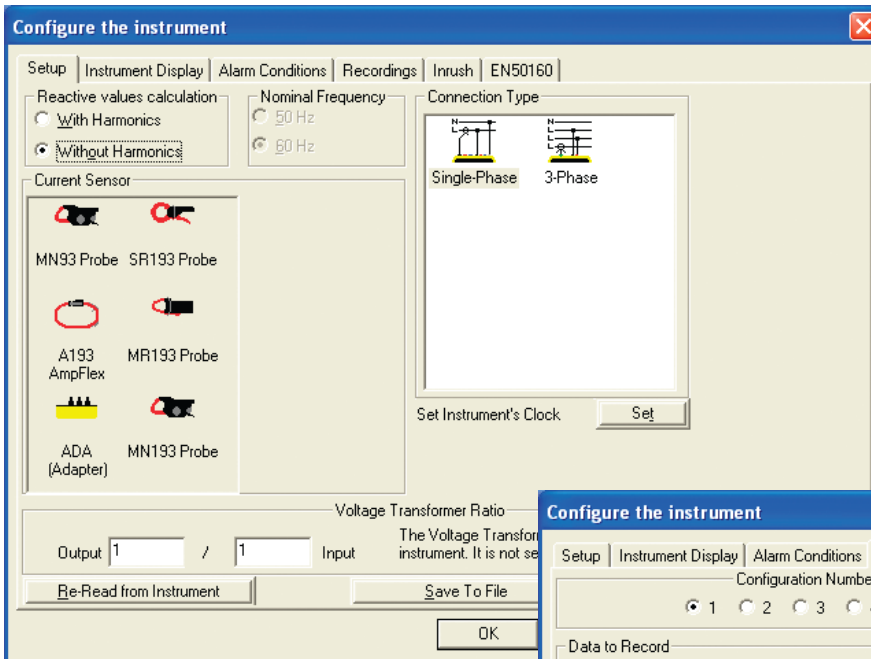 Configure the instrument
Setup Instrument Display Alarm Conditions Recordings Inrush EN50160
Reactive values calculation
With Harmonics
Without Harmonics
Nominal Frequency
50 Hz
60 Hz
Connection Type
N
L
Single-Phase
N
L
3-Phase
Current Sensor
MN93 Probe SR193 Probe
A193 AmpFlex
MR193 Probe
ADA (Adapter)
MN193 Probe
Set Instrument's Clock Set
Voltage Transformer Ratio
Output 1 / 1 Input
The Voltage
instrument. It is not
Re-Read from Instrument Save To File
OK
Configure the instrument
Setup Instrument Display Alarm Conditions
Configuration
1 2 3
Data to Record